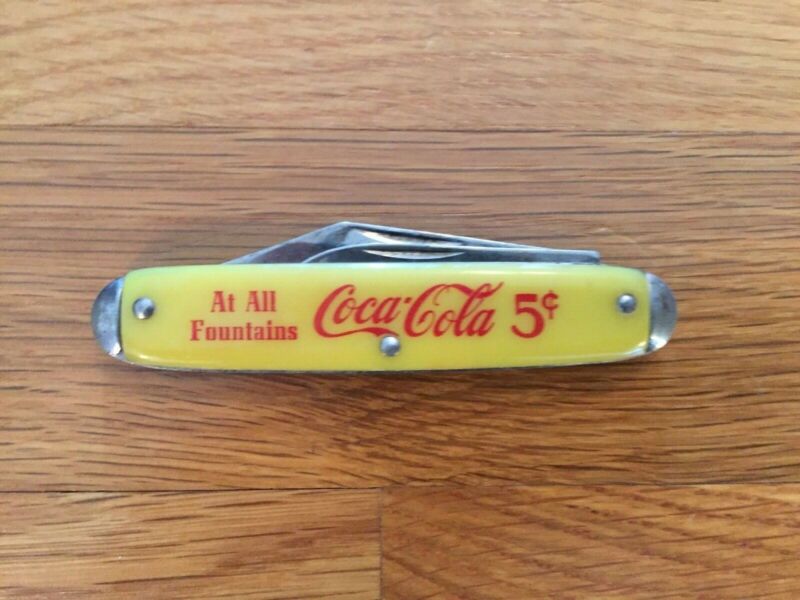 At All
Fountains
Coca-Cola 5¢